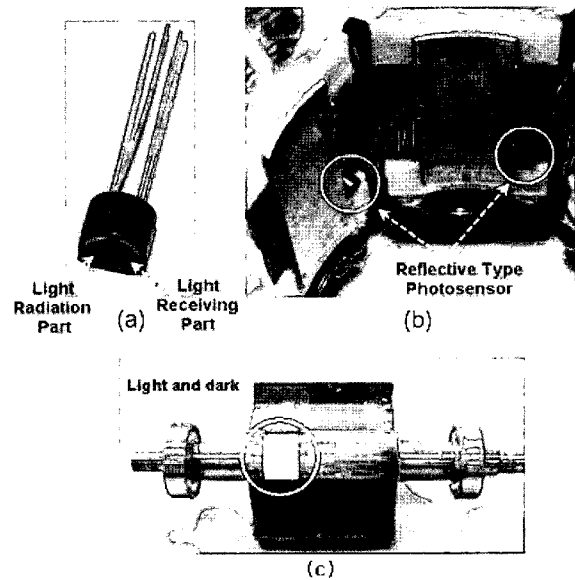 Light
Radiation
Part
(a)
Light
Receiving
Part
Reflective Type
Photosensor
(b)
Light and dark
(c)